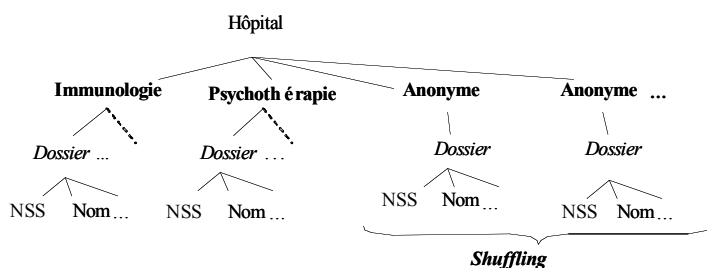 Hôpital
Immunologie Psychoth érapie Anonyme Anonyme ...
Dossier ... Dossier ... Dossier Dossier
NSS Nom... NSS Nom... NSS Nom... NSS Nom...
Shuffling